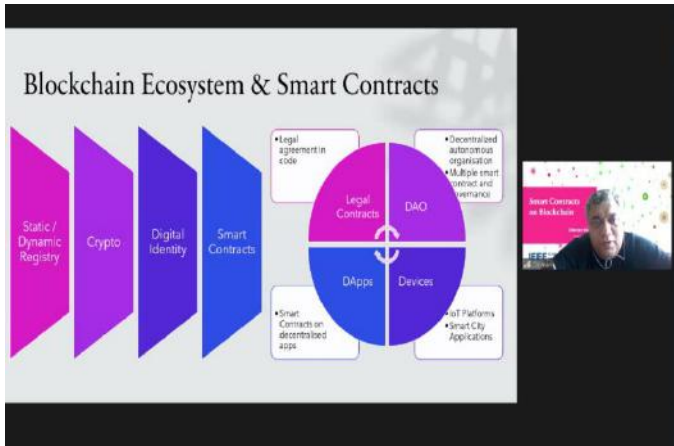 Blockchain Ecosystem & Smart Contracts
Static /
Dynamic
Registry
Crypto
Digital
Identity
Smart
Contracts
•Legal
agreement in
code
•Decentralized
autonomous
organisation
•Multiple smart
contract and
governance
Legal
Contracts
DAO
DApps
Devices
•Smart
Contracts on
decentralised
apps
•IoT Platforms
•Smart City
Applications
Smart Contracts
on Blockchain
IEEE